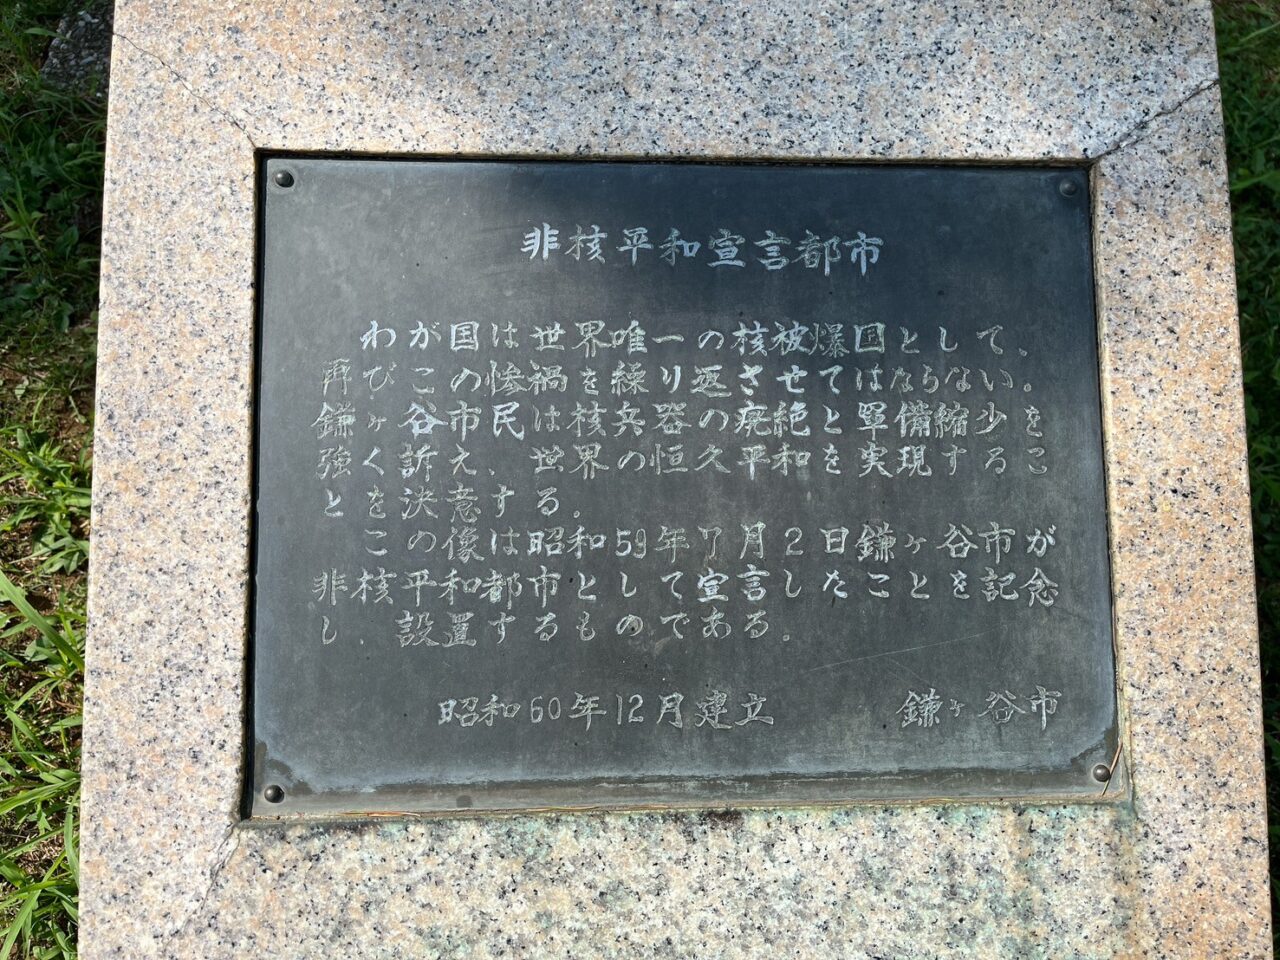 非核平和宣言都市
わが国は世界唯一の核被爆国として、
再びこの惨禍を繰り返させてはならない。
鎌ヶ谷市民は核兵器の廃絶と軍備縮少を
強く訴え、世界の恒久平和を実現するこ
とを決意する。
この像は昭和59年7月2日鎌ヶ谷市が
非核平和都市として宣言したことを記念
し、設置するものである。
昭和60年12月建立 鎌ヶ谷市